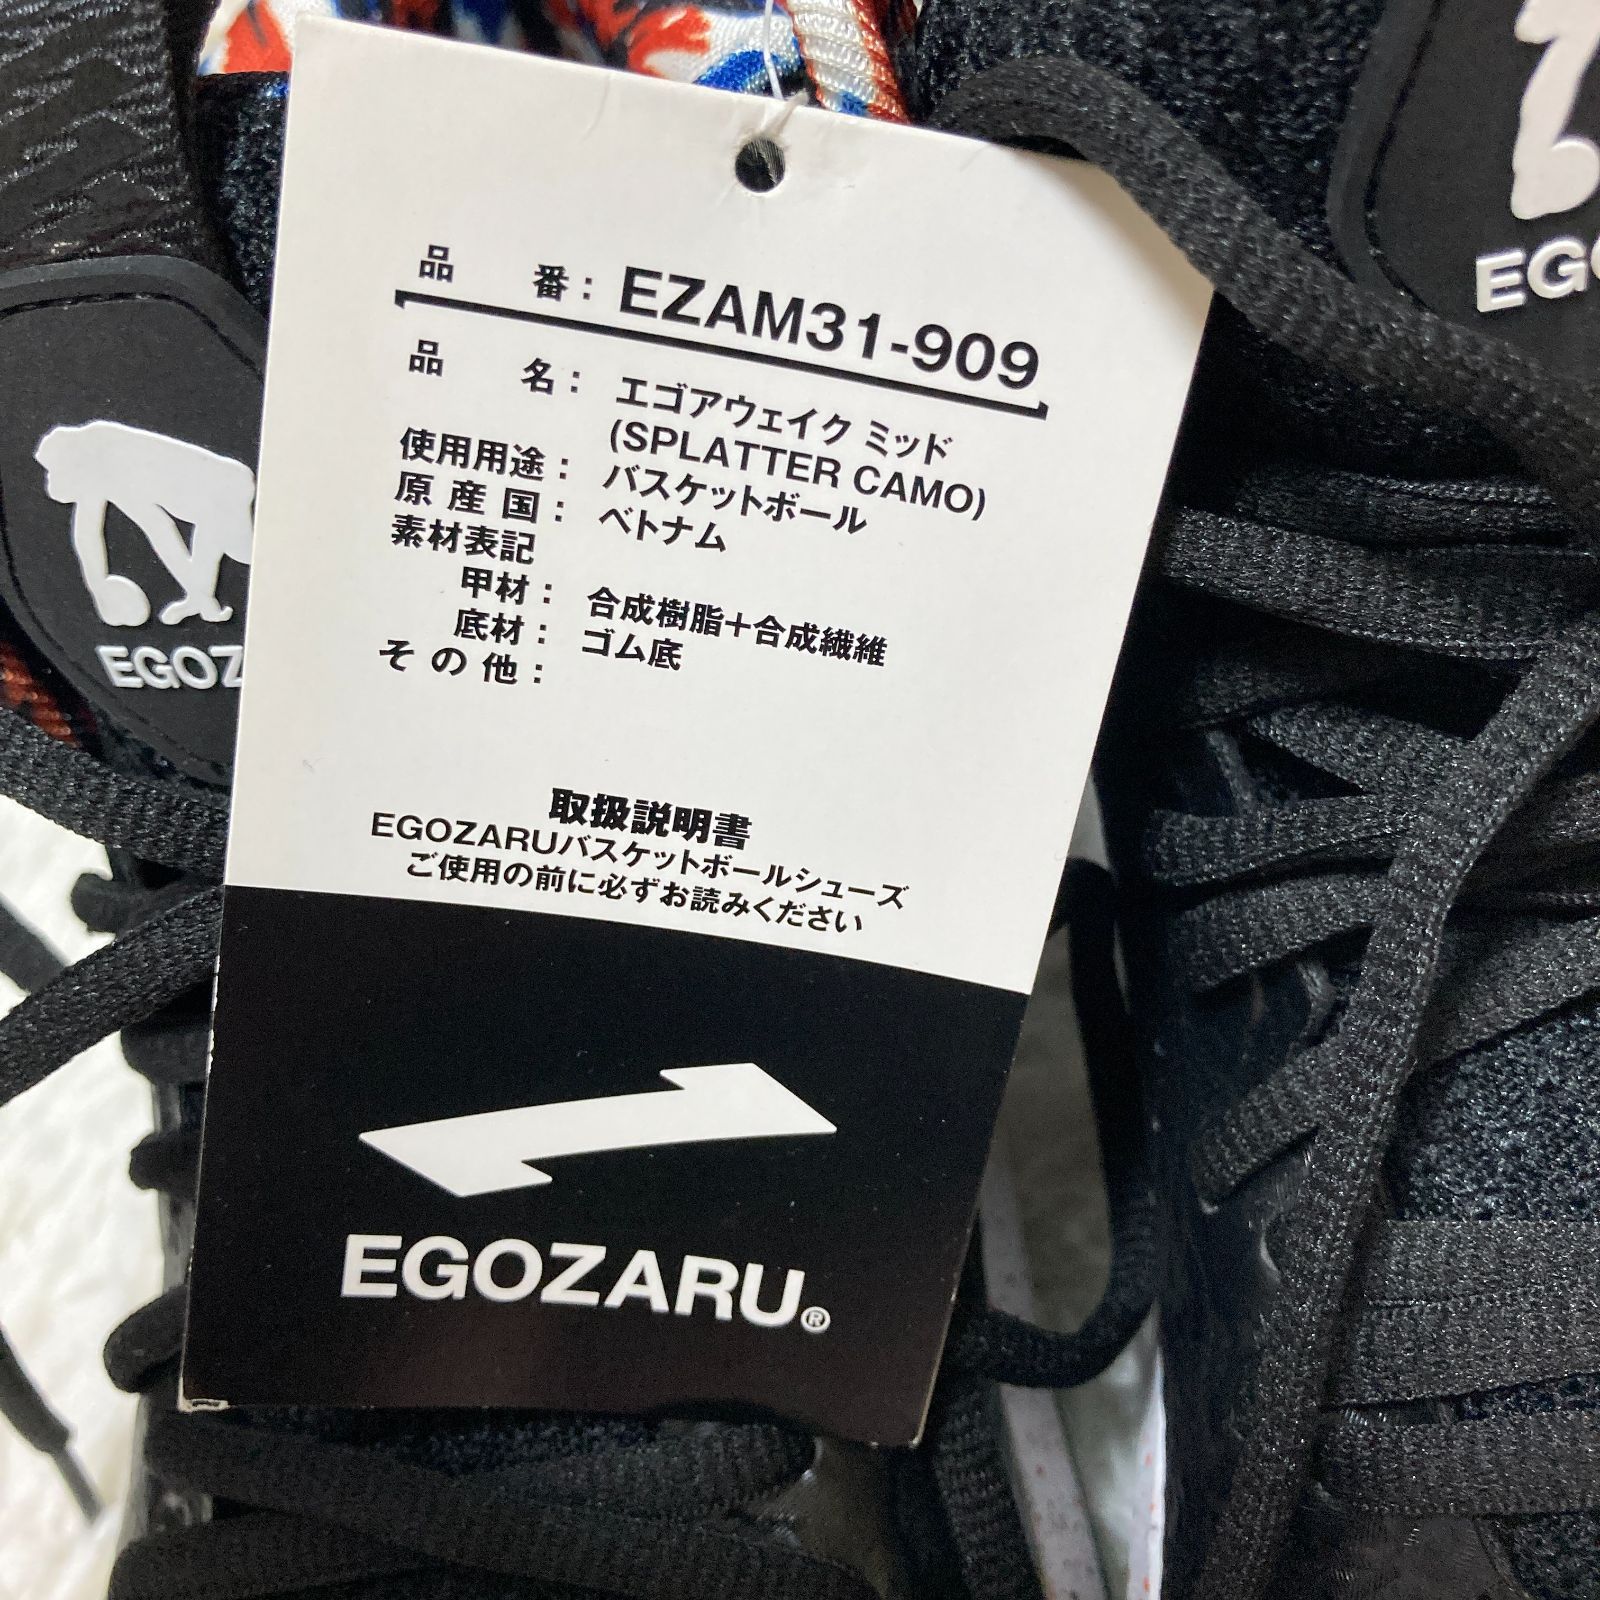 品番：EZAM31-909
品名：エゴアウェイク ミッド
(SPLATTER CAMO)
使用用途：バスケットボール
原産国：ベトナム
素材表記
甲材：合成樹脂＋合成繊維
底材：ゴム底
その他：
取扱説明書
EGOZARUバスケットボールシューズ
ご使用の前に必ずお読みください
EGOZARU®
EGOZ
EGO